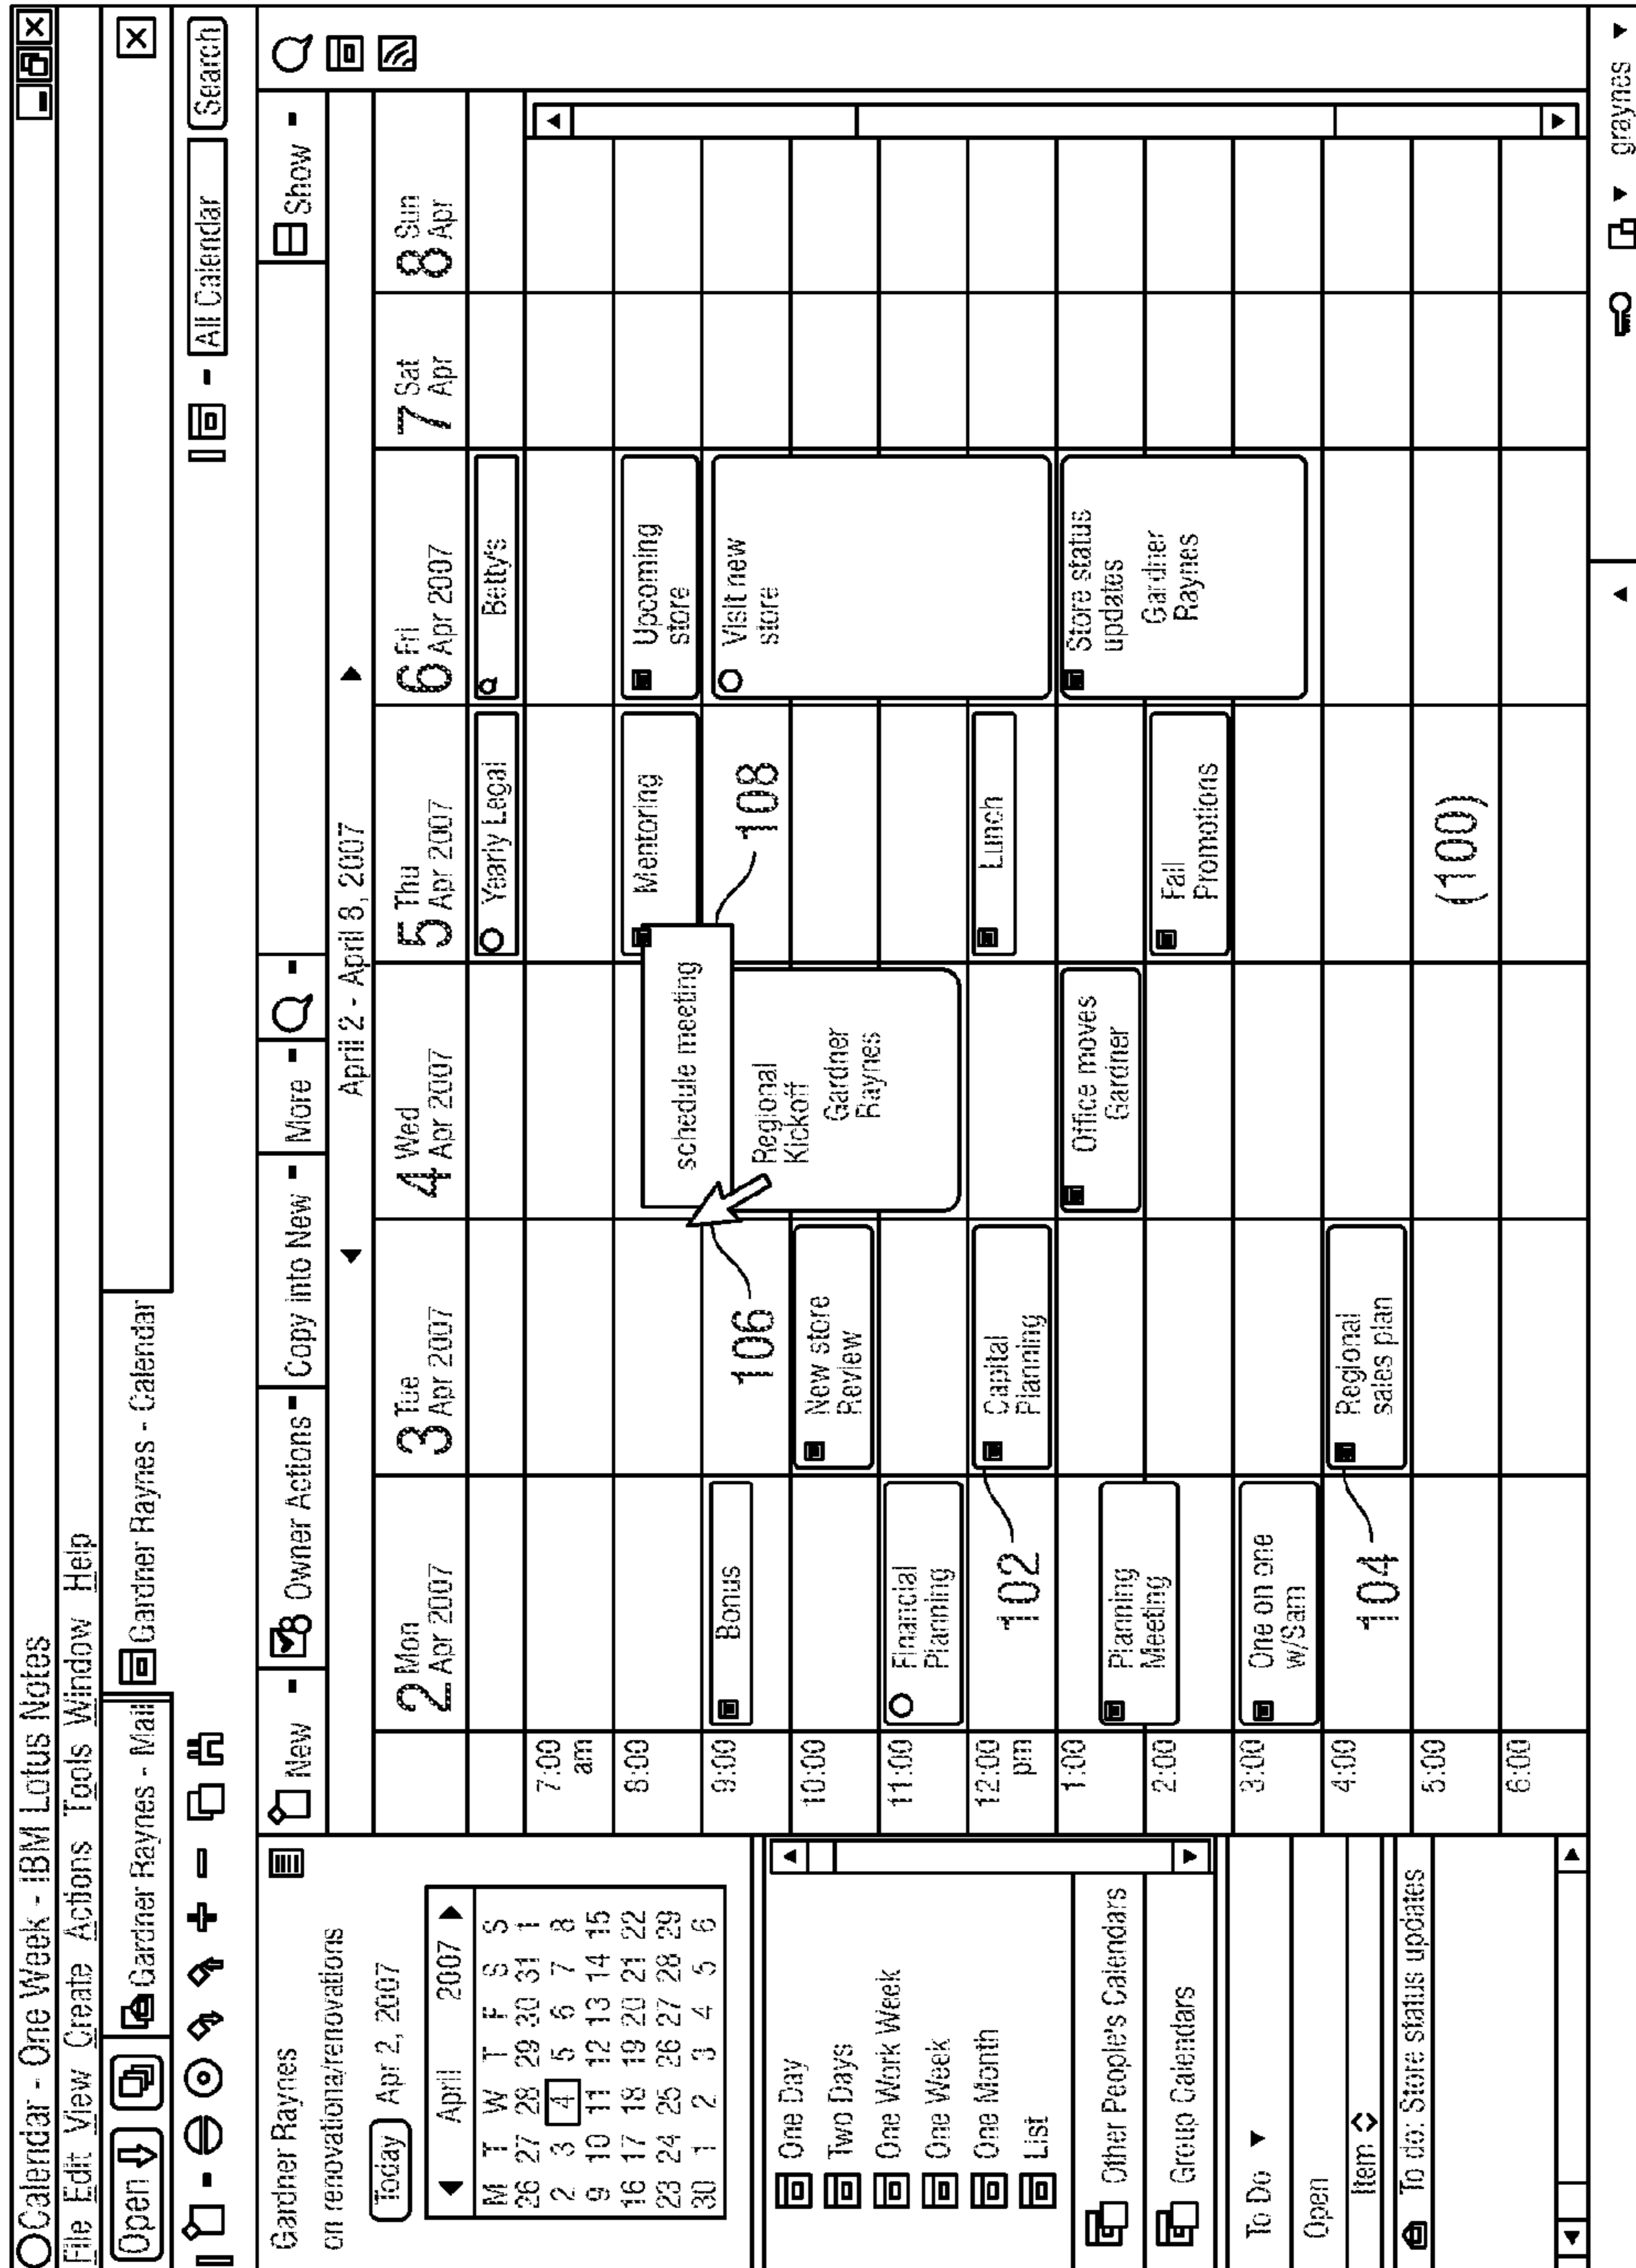 Calendar - One Week - IBM Lotus Notes
File Edit View Create Actions Tools Window Help
Open
Gardner Raynes - Mail
Gardner Raynes - Calendar
All Calendar
Search
Gardner Raynes
on renovationa/renovations
Today Apr 2, 2007
April 2007
M T W T F S S
26 27 28 29 30 31 1
2 3 4 5 6 7 8
9 10 11 12 13 14 15
16 17 18 19 20 21 22
23 24 25 26 27 28 29
30 1 2 3 4 5 6
One Day
Two Days
One Work Week
One Week
One Month
List
Other People's Calendars
Group Calendars
To Do
Open
Item
To do: Store status updates
New
Owner Actions
Copy into New
More
Show
April 2 - April 8, 2007
2 Mon
Apr 2007
3 Tue
Apr 2007
4 Wed
Apr 2007
5 Thu
Apr 2007
6 Fri
Apr 2007
7 Sat
Apr
8 Sun
Apr
Yearly Legal
Betty's
7:00
am
8:00
schedule meeting
Mentoring
Upcoming
store
108
9:00
Bonus
106
Regional
Kickoff
Gardner
Raynes
Visit new
store
10:00
New store
Review
11:00
Financial
Planning
12:00
pm
102
Capital
Planning
Lunch
1:00
Planning
Meeting
Office moves
Gardner
Store status
updates
Gardner
Raynes
2:00
Fall
Promotions
3:00
One on one
w/Sam
4:00
104
Regional
sales plan
5:00
(100)
6:00
graynes